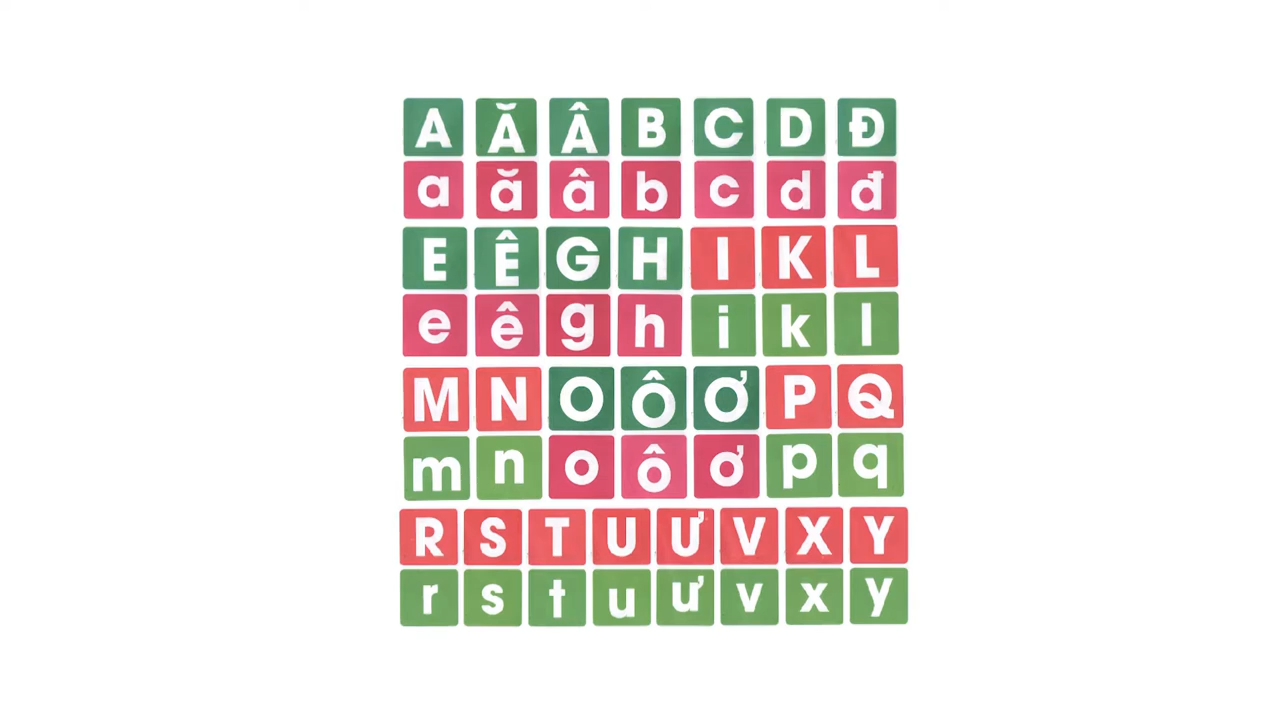 A Ă Â B C D Đ
a ă â b c d đ
E Ê G H I K L
e ê g h i k l
M N O Ô Ơ P Q
m n o ô ơ p q
R S T U Ư V X Y
r s t u ư v x y